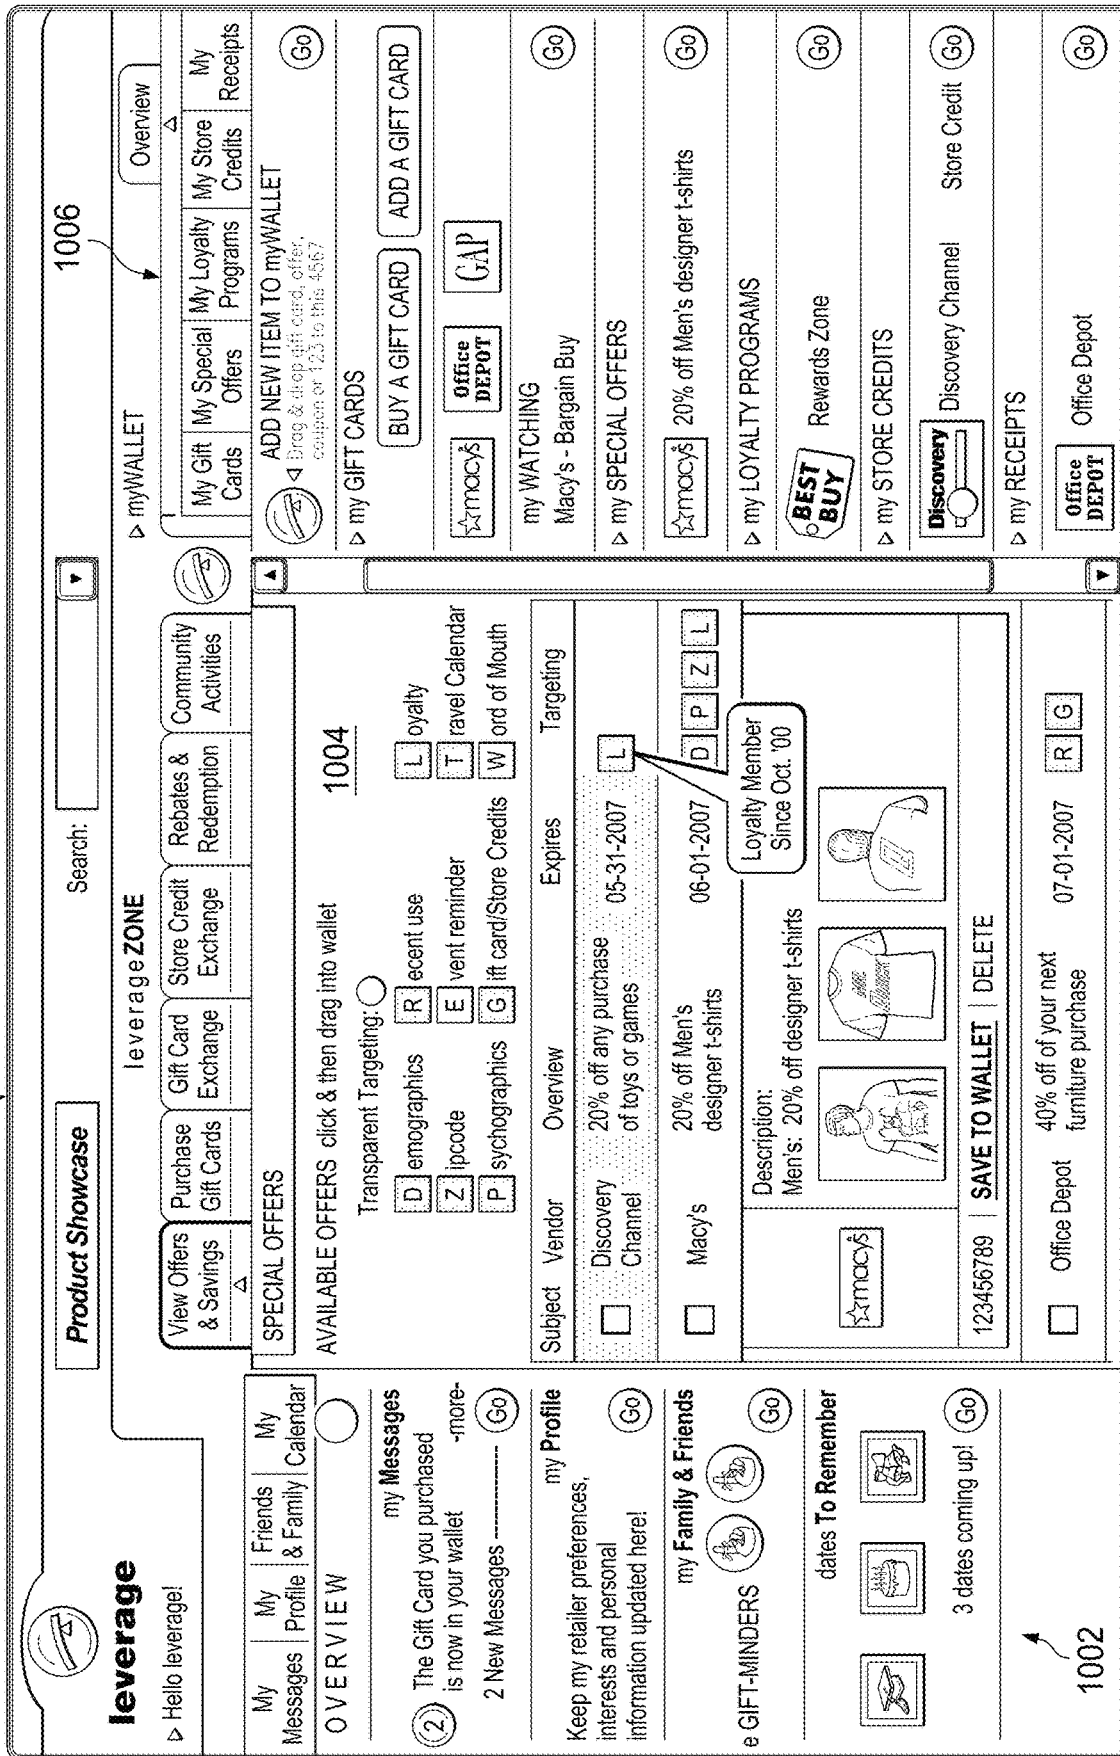 leverage
Product Showcase
Search:
1006
▷ Hello leverage!
leverageZONE
▷ myWALLET
Overview
My Messages
My Profile
Friends & Family
My Calendar
OVERVIEW
my Messages
2
The Gift Card you purchased
is now in your wallet
-more-
2 New Messages
Go
my Profile
Keep my retailer preferences,
interests and personal
information updated here!
Go
my Family & Friends
e GIFT-MINDERS
Go
dates To Remember
3 dates coming up!
Go
1002
View Offers & Savings
Purchase Gift Cards
Gift Card Exchange
Store Credit Exchange
Rebates & Redemption
Community Activities
SPECIAL OFFERS
AVAILABLE OFFERS click & then drag into wallet
1004
Transparent Targeting:
D emographics
R ecent use
L oyalty
Z ipcode
E vent reminder
T ravel Calendar
P sychographics
G ift card/Store Credits
W ord of Mouth
Subject Vendor Overview Expires Targeting
Discovery Channel
20% off any purchase
of toys or games
05-31-2007
L
Macy's
20% off Men's
designer t-shirts
06-01-2007
D P Z L
Loyalty Member
Since Oct. '00
☆macy's
Description:
Men's: 20% off designer t-shirts
123456789 | SAVE TO WALLET | DELETE
Office Depot
40% off of your next
furniture purchase
07-01-2007
R G
My Gift Cards
My Special Offers
My Loyalty Programs
My Store Credits
My Receipts
ADD NEW ITEM TO myWALLET
Drag & drop gift card, offer,
coupon or 123 to this 4567
Go
▷ my GIFT CARDS
BUY A GIFT CARD
ADD A GIFT CARD
☆macy's
Office DEPOT
GAP
my WATCHING
Macy's - Bargain Buy
Go
▷ my SPECIAL OFFERS
☆macy's
20% off Men's designer t-shirts
Go
▷ my LOYALTY PROGRAMS
BEST BUY
Rewards Zone
Go
▷ my STORE CREDITS
Discovery
Discovery Channel
Store Credit
Go
▷ my RECEIPTS
Office DEPOT
Office Depot
Go